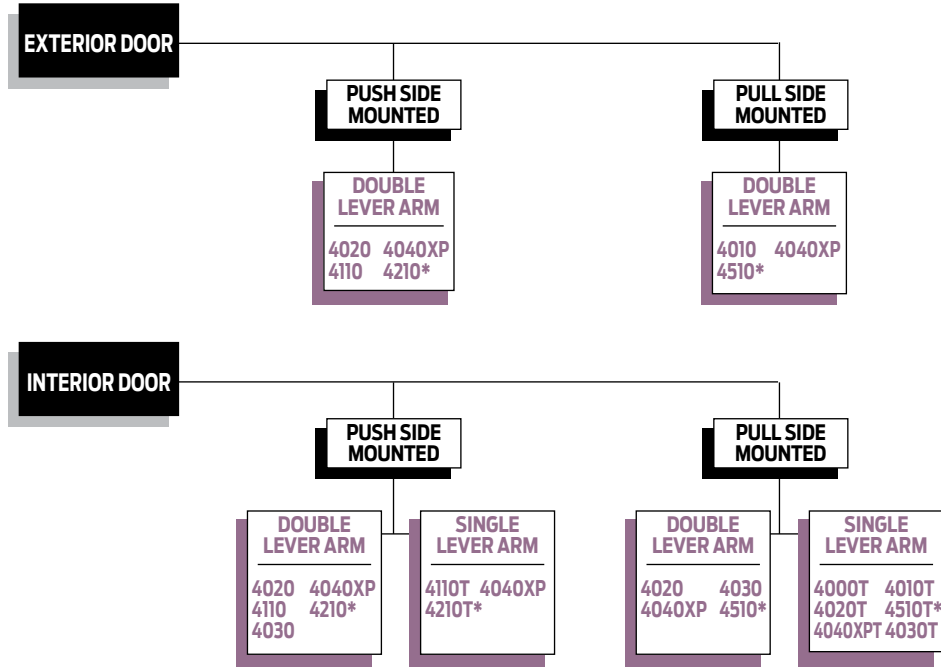 EXTERIOR DOOR
PUSH SIDE
MOUNTED
DOUBLE
LEVER ARM
4020 4040XP
4110 4210*
PULL SIDE
MOUNTED
DOUBLE
LEVER ARM
4010 4040XP
4510*
INTERIOR DOOR
PUSH SIDE
MOUNTED
DOUBLE
LEVER ARM
4020 4040XP
4110 4210*
4030
SINGLE
LEVER ARM
4110T 4040XP
4210T*
PULL SIDE
MOUNTED
DOUBLE
LEVER ARM
4020 4030
4040XP 4510*
SINGLE
LEVER ARM
4000T 4010T
4020T 4510T*
4040XPT 4030T